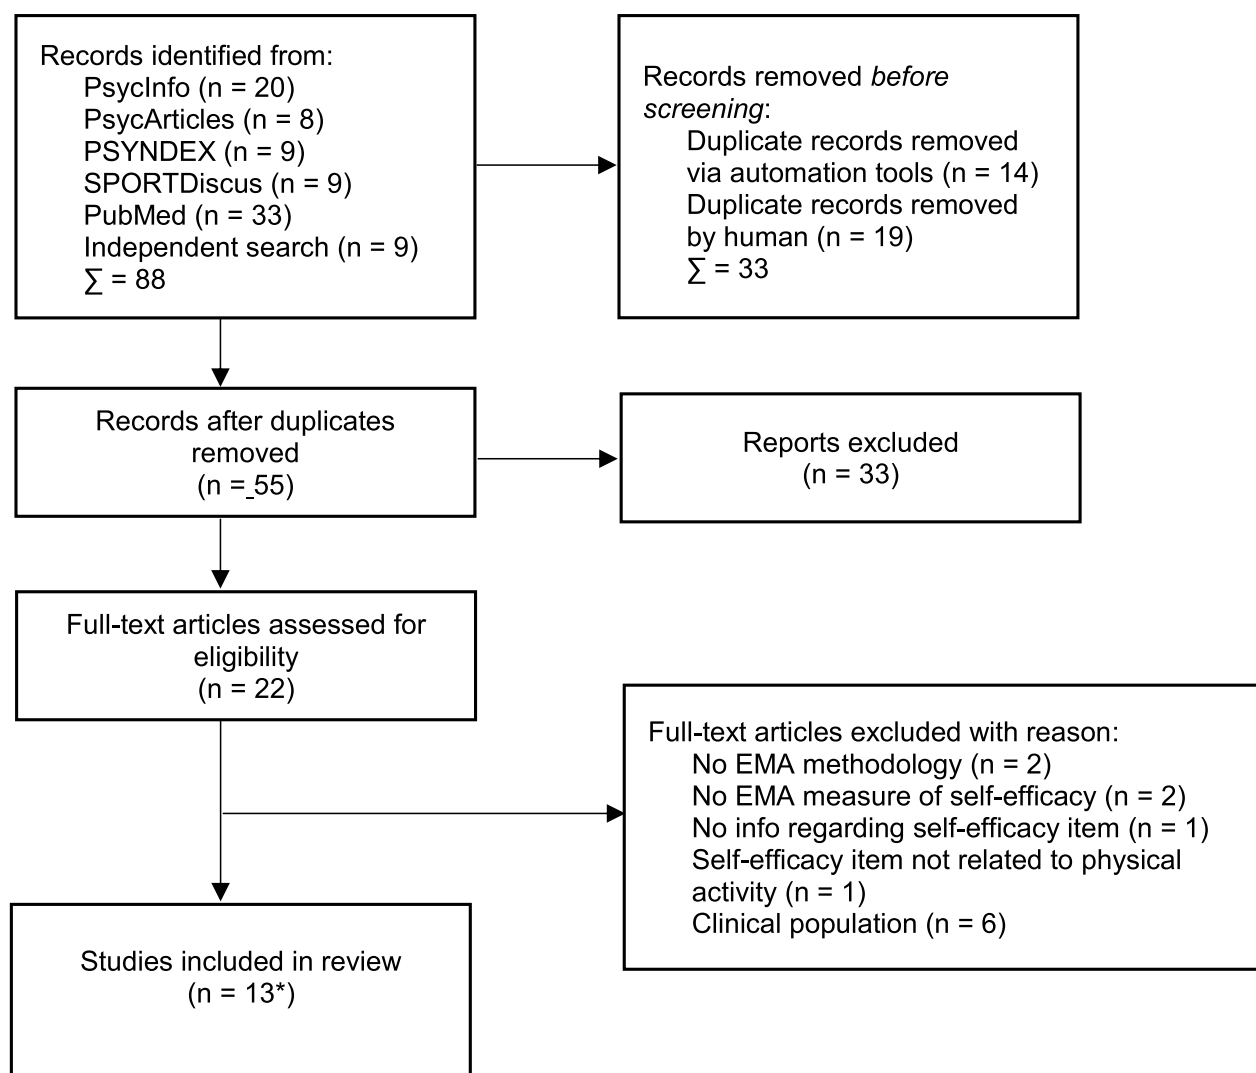 Records identified from:
PsycInfo (n = 20)
PsycArticles (n = 8)
PSYNDEX (n = 9)
SPORTDiscus (n = 9)
PubMed (n = 33)
Independent search (n = 9)
∑ = 88
Records removed before
screening:
Duplicate records removed
via automation tools (n = 14)
Duplicate records removed
by human (n = 19)
∑ = 33
Records after duplicates
removed
(n = 55)
Reports excluded
(n = 33)
Full-text articles assessed for
eligibility
(n = 22)
Full-text articles excluded with reason:
No EMA methodology (n = 2)
No EMA measure of self-efficacy (n = 2)
No info regarding self-efficacy item (n = 1)
Self-efficacy item not related to physical
activity (n = 1)
Clinical population (n = 6)
Studies included in review
(n = 13*)